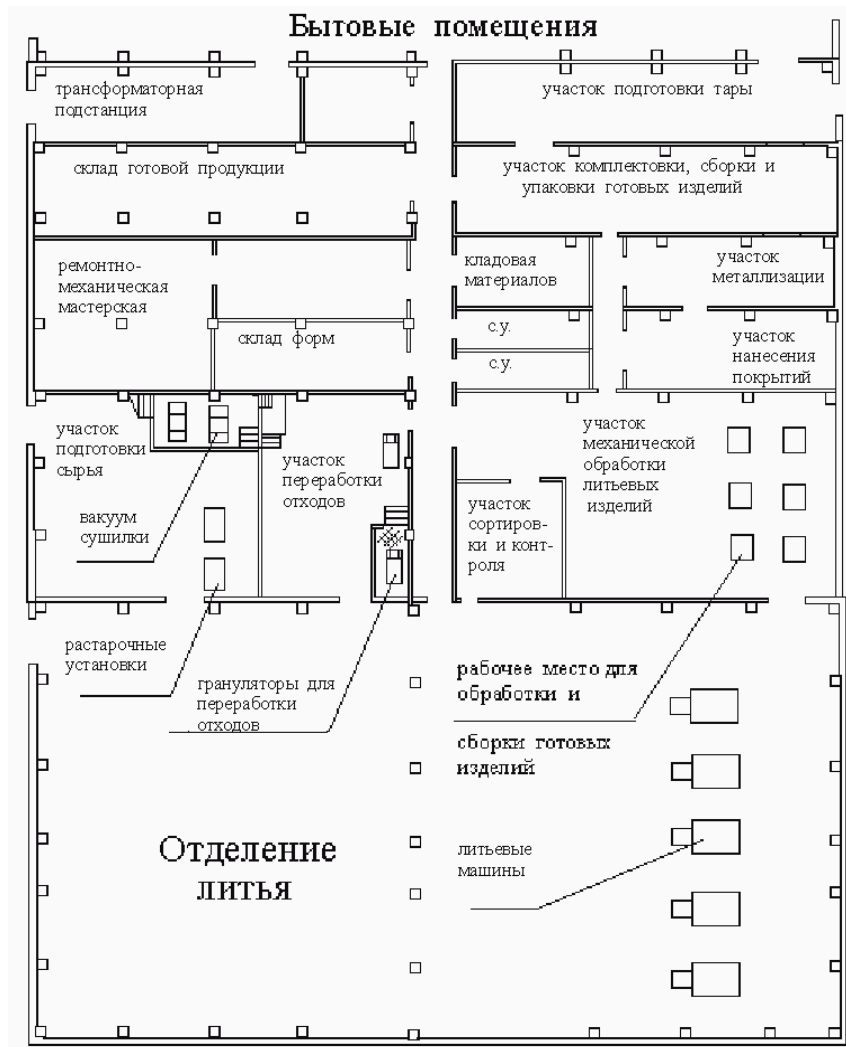 Бытовые помещения
трансформаторная
подстанция
участок подготовки тары
склад готовой продукции
участок комплектовки, сборки и
упаковки готовых изделий
ремонтно-
механическая
мастерская
кладовая
материалов
участок
металлизации
склад форм
с.у.
с.у.
участок
нанесения
покрытий
участок
подготовки
сырья
участок
переработки
отходов
участок
механической
обработки
литьевых
изделий
вакуум
сушилки
участок
сортиров-
ки и конт-
роля
растарочные
установки
грануляторы для
переработки
отходов
рабочее место для
обработки и
сборки готовых
изделий
Отделение
литья
литьевые
машины